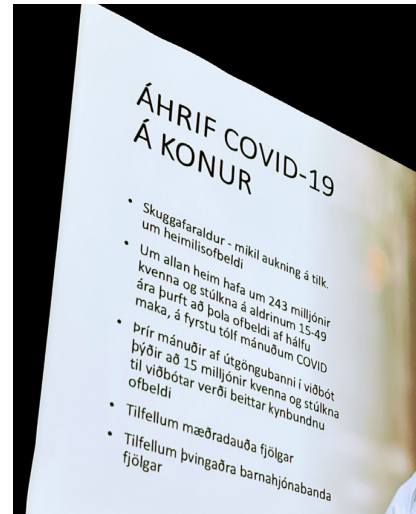 ÁHRIF COVID-19
Á KONUR
• Skuggafaraldur - mikil aukning á tilk.
um heimilisofbeldi
• Um allan heim hafa um 243 milljónir
kvenna og stúlkna á aldrinum 15-49
ára þurft að þola ofbeldi af hálfu
maka, á fyrstu tólf mánuðum COVID
• Þrír mánuðir af útgöngubanni í viðbót
þýðir að 15 milljónir kvenna og stúlkna
til viðbótar verði beittar kynbundnu
ofbeldi
• Tilfellum mæðradauða fjölgar
• Tilfellum þvingaðra barnahjónabanda
fjölgar